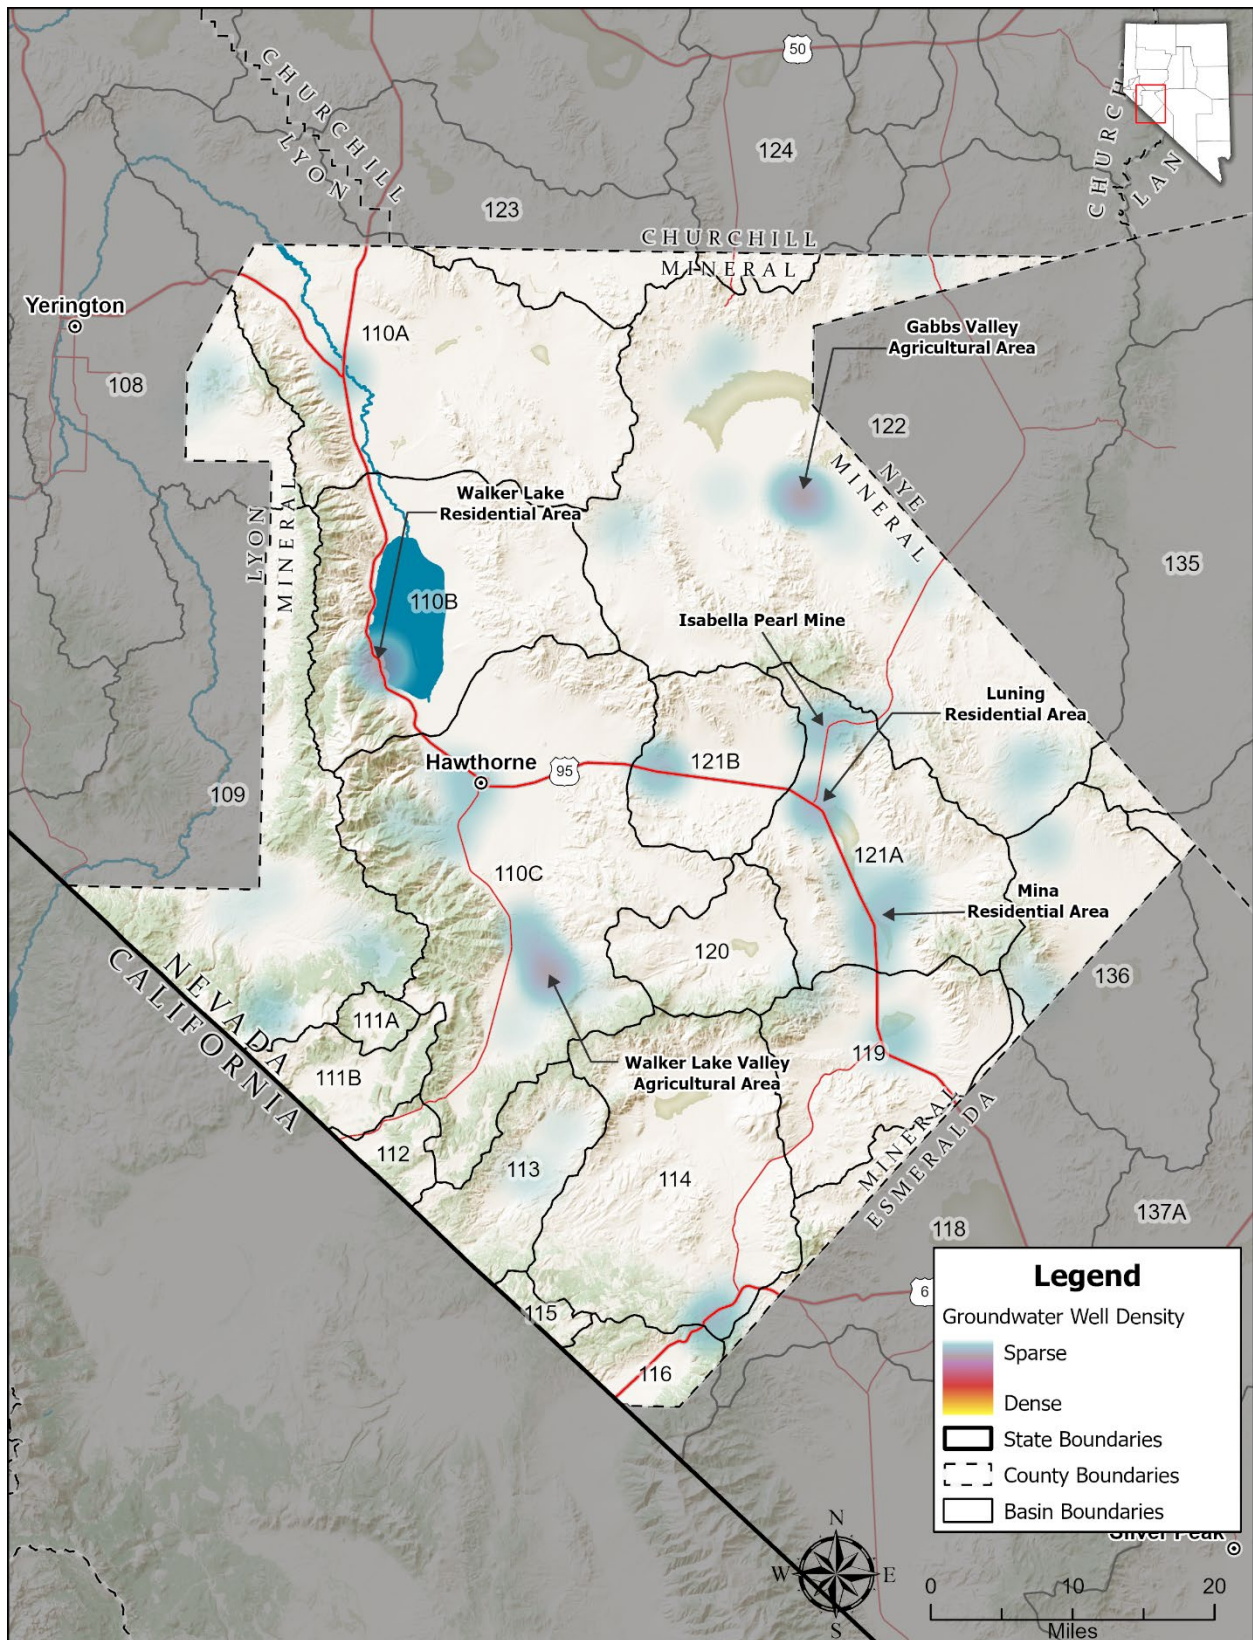 50
CHURCHILL
LYON
CHURCH
LAN
124
123
CHURCHILL
MINERAL
Yerington
110A
108
Gabbs Valley
Agricultural Area
122
NYE
MINERAL
Walker Lake
Residential Area
LYON
MINERAL
135
110B
Isabella Pearl Mine
Luning
Residential Area
Hawthorne
95
121B
109
121A
110C
Mina
Residential Area
120
136
NEVADA
CALIFORNIA
111A
111B
119
Walker Lake Valley
Agricultural Area
MINERAL
ESMERALDA
112
113
114
137A
118
6
115
116
Legend
Groundwater Well Density
Sparse
Dense
State Boundaries
County Boundaries
Basin Boundaries
Silver Peak
N
W
E
S
0
10
20
Miles